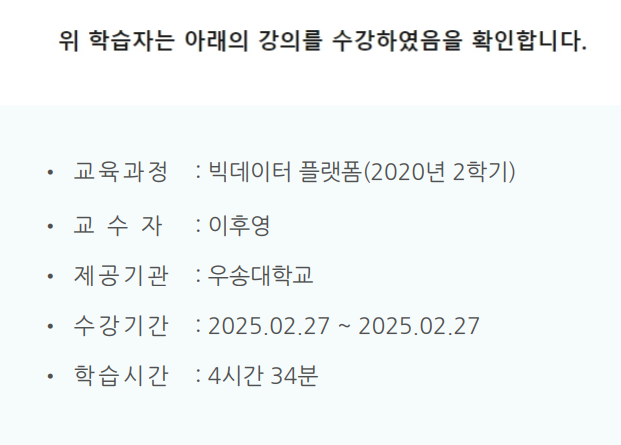 위 학습자는 아래의 강의를 수강하였음을 확인합니다.
• 교육과정 : 빅데이터 플랫폼(2020년 2학기)
• 교 수 자 : 이후영
• 제공기관 : 우송대학교
• 수강기간 : 2025.02.27 ~ 2025.02.27
• 학습시간 : 4시간 34분